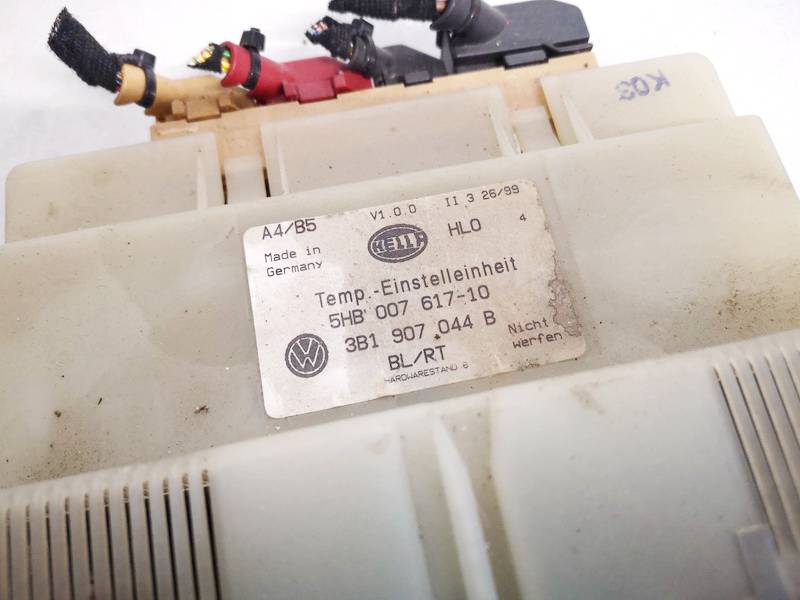 K03
A4/B5 V1.0.0 II 3 26/99
Made in Germany
HELLA HLO 4
Temp.-Einstelleinheit
5HB 007 617-10
3B1 907 044 B
VW
BL/RT
Nicht werfen
HARDWARESTAND 6